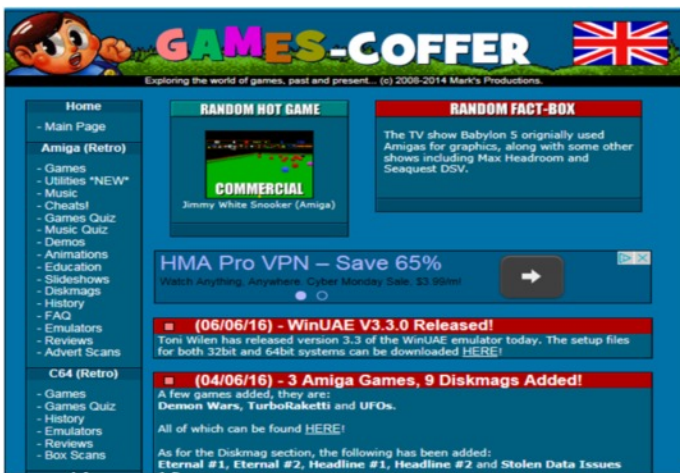 GAMES-COFFER
Exploring the world of games, past and present... (c) 2008-2014 Mark's Productions.
Home
- Main Page
Amiga (Retro)
- Games
- Utilities *NEW*
- Music
- Cheats!
- Games Quiz
- Music Quiz
- Demos
- Animations
- Education
- Slideshows
- Diskmags
- History
- FAQ
- Emulators
- Reviews
- Advert Scans
C64 (Retro)
- Games
- Games Quiz
- History
- Emulators
- Reviews
- Box Scans
RANDOM HOT GAME
COMMERCIAL
Jimmy White Snooker (Amiga)
RANDOM FACT-BOX
The TV show Babylon 5 orignially used
Amigas for graphics, along with some other
shows including Max Headroom and
Seaquest DSV.
HMA Pro VPN – Save 65%
Watch Anything, Anywhere. Cyber Monday Sale. $3.99/m!
(06/06/16) - WinUAE V3.3.0 Released!
Toni Wilen has released version 3.3 of the WinUAE emulator today. The setup files
for both 32bit and 64bit systems can be downloaded HERE!
(04/06/16) - 3 Amiga Games, 9 Diskmags Added!
A few games added, they are:
Demon Wars, TurboRaketti and UFOs.
All of which can be found HERE!
As for the Diskmag section, the following has been added:
Eternal #1, Eternal #2, Headline #1, Headline #2 and Stolen Data Issues